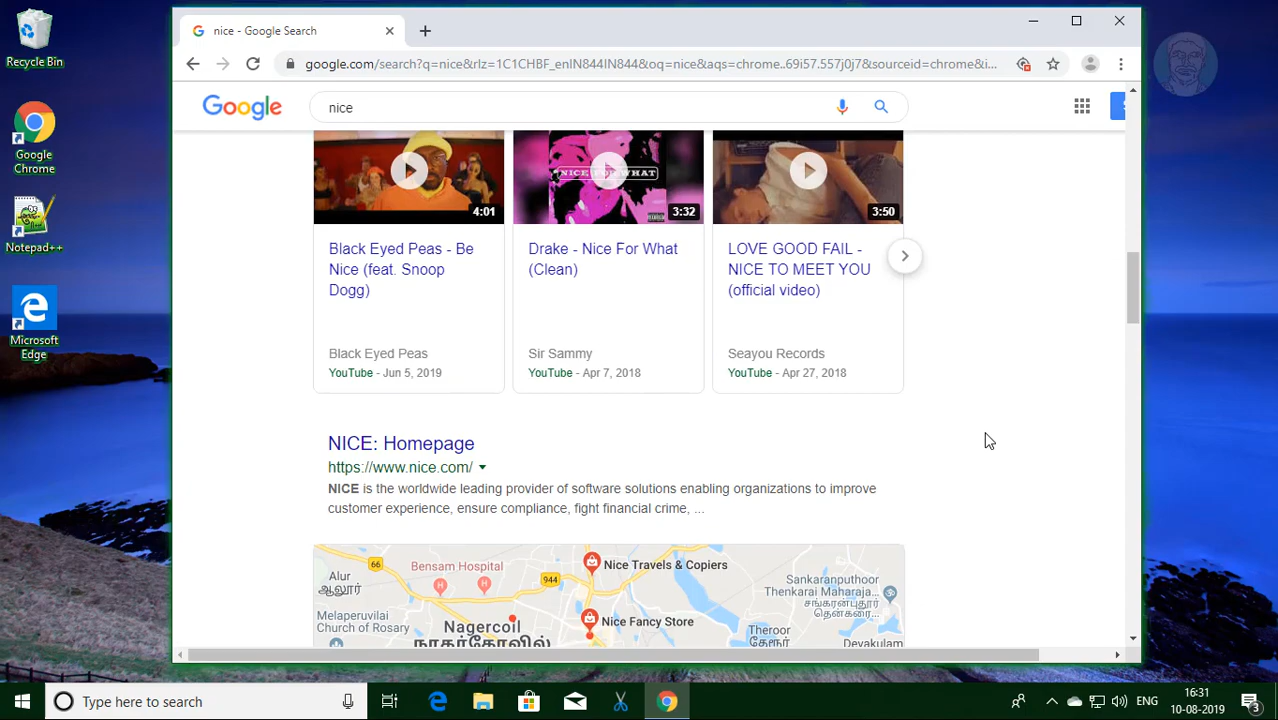 Recycle Bin
Google
Chrome
Notepad++
Microsoft
Edge
nice - Google Search
google.com/search?q=nice&rlz=1C1CHBF_enIN844IN844&oq=nice&aqs=chrome..69i57.557j0j7&sourceid=chrome&i...
Google
nice
NICE FOR WHAT
4:01
3:32
3:50
Black Eyed Peas - Be
Nice (feat. Snoop
Dogg)
Drake - Nice For What
(Clean)
LOVE GOOD FAIL -
NICE TO MEET YOU
(official video)
Black Eyed Peas
YouTube - Jun 5, 2019
Sir Sammy
YouTube - Apr 7, 2018
Seayou Records
YouTube - Apr 27, 2018
NICE: Homepage
https://www.nice.com/
NICE is the worldwide leading provider of software solutions enabling organizations to improve
customer experience, ensure compliance, fight financial crime, ...
66
Bensam Hospital
944
Nice Travels & Copiers
Alur
ஆலூர்
Sankaranputhoor
Thenkarai Maharaja...
Melaperuvilai
Church of Rosary
Nagercoil
நாகர்கோவில்
Nice Fancy Store
Theroor
தேரூர்
Devakulam
Type here to search
ENG
16:31
10-08-2019
3